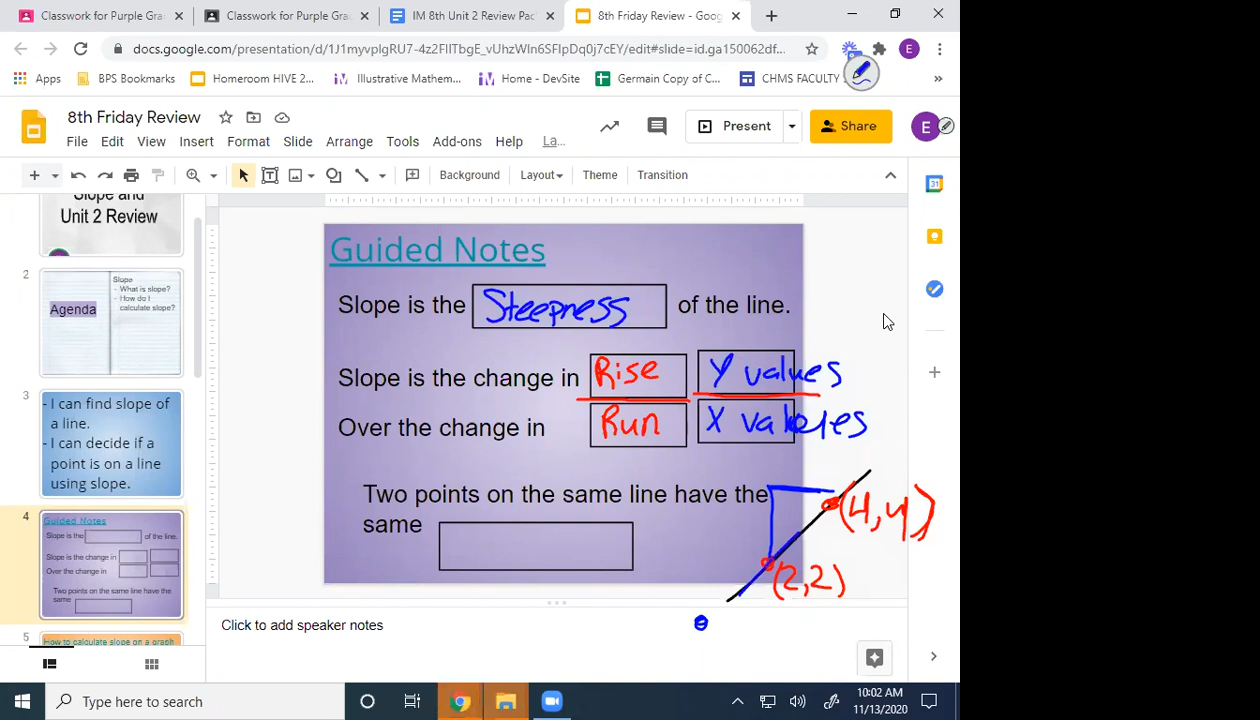 Classwork for Purple Gra
Classwork for Purple Gra
IM 8th Unit 2 Review Pac
8th Friday Review - Goog
docs.google.com/presentation/d/1J1myvplgRU7-4z2FlITbgE_vUhzWln6SFlpDq0j7cEY/edit#slide=id.ga150062df...
E
Apps
BPS Bookmarks
Homeroom HIVE 2...
Illustrative Mathem...
Home - DevSite
Germain Copy of C...
CHMS FACULTY
»
8th Friday Review
Present
Share
E
File Edit View Insert Format Slide Arrange Tools Add-ons Help La...
Background Layout Theme Transition
31
Slope and
Unit 2 Review
2
Agenda
Slope
- What is slope?
- How do I
calculate slope?
3
- I can find slope of
a line.
- I can decide if a
point is on a line
using slope.
4
Guided Notes
Slope is the of the line.
Slope is the change in
Over the change in
Two points on the same line have the
same
5
How to calculate slope on a graph
Guided Notes
Slope is the Steepness of the line.
Slope is the change in Rise Y values
Over the change in Run X values
Two points on the same line have the
same
(4,4)
(2,2)
Click to add speaker notes
Type here to search
10:02 AM
11/13/2020